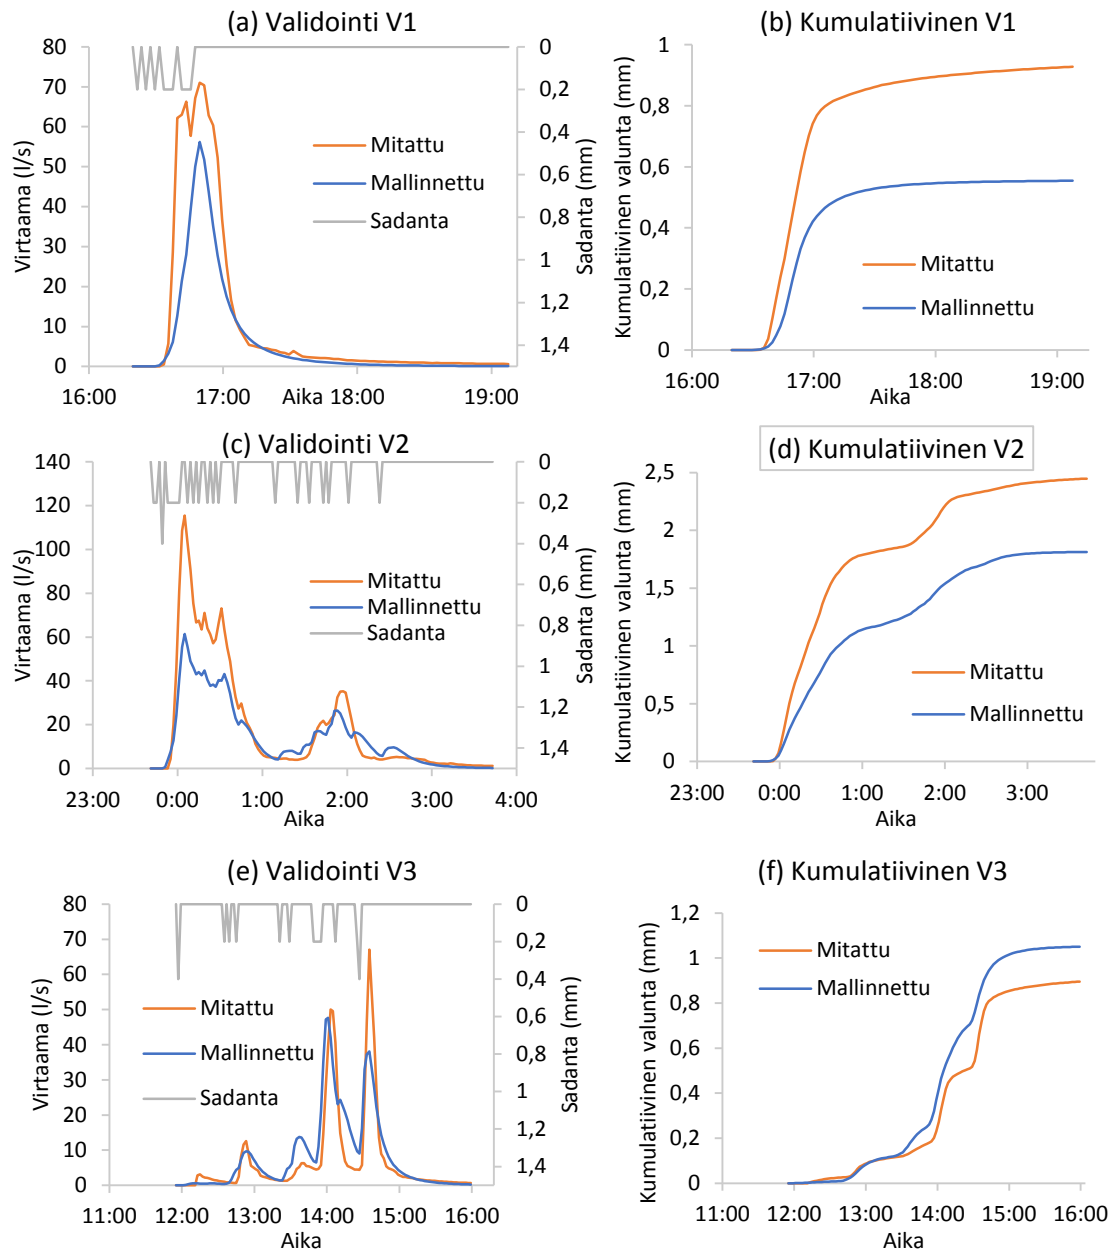 (a) Validointi V1
80
70
60
50
40
30
20
10
0
Virtaama (l/s)
0
0,2
0,4
0,6
0,8
1
1,2
1,4
Sadanta (mm)
Mitattu
Mallinnettu
Sadanta
16:00 17:00 18:00 19:00
Aika
(b) Kumulatiivinen V1
1
0,8
0,6
0,4
0,2
0
Kumulatiivinen valunta (mm)
Mitattu
Mallinnettu
16:00 17:00 18:00 19:00
Aika
(c) Validointi V2
140
120
100
80
60
40
20
0
Virtaama (l/s)
0
0,2
0,4
0,6
0,8
1
1,2
1,4
Sadanta (mm)
Mitattu
Mallinnettu
Sadanta
23:00 0:00 1:00 2:00 3:00 4:00
Aika
(d) Kumulatiivinen V2
2,5
2
1,5
1
0,5
0
Kumulatiivinen valunta (mm)
Mitattu
Mallinnettu
23:00 0:00 1:00 2:00 3:00
Aika
(e) Validointi V3
80
70
60
50
40
30
20
10
0
Virtaama (l/s)
0
0,2
0,4
0,6
0,8
1
1,2
1,4
Sadanta (mm)
Mitattu
Mallinnettu
Sadanta
11:00 12:00 13:00 14:00 15:00 16:00
Aika
(f) Kumulatiivinen V3
1,2
1
0,8
0,6
0,4
0,2
0
Kumulatiivinen valunta (mm)
Mitattu
Mallinnettu
11:00 12:00 13:00 14:00 15:00 16:00
Aika